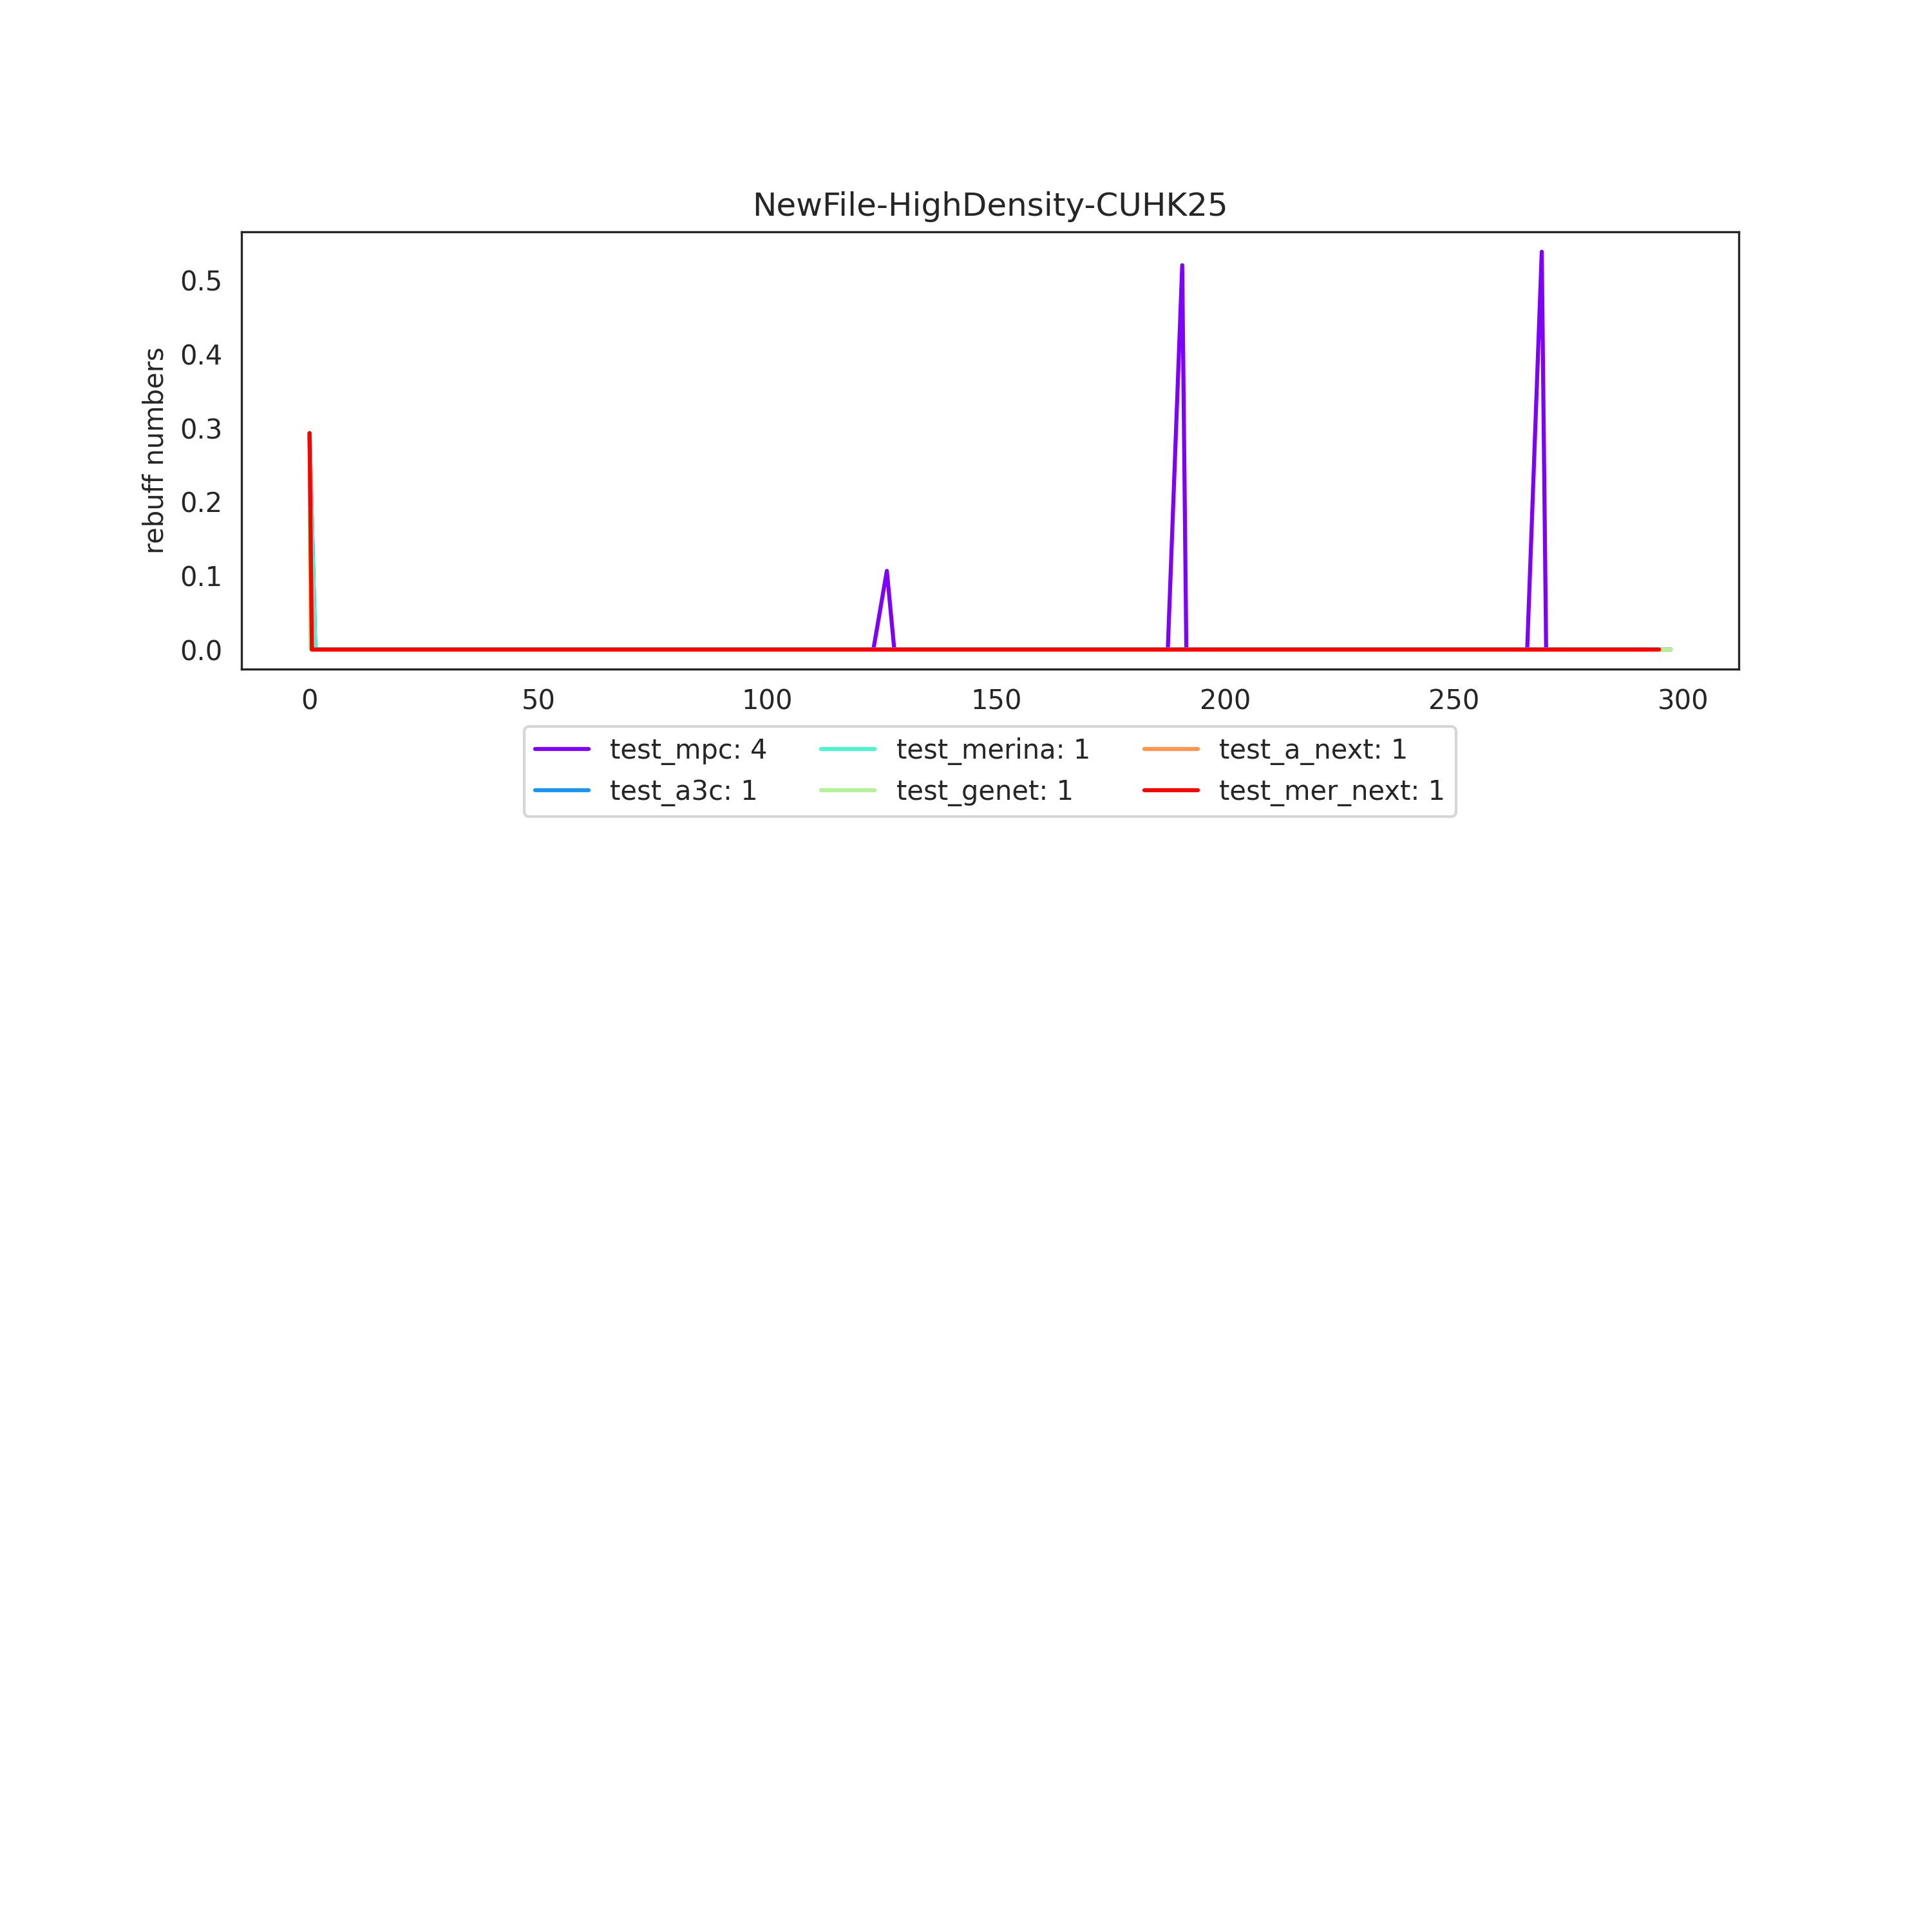 NewFile-HighDensity-CUHK25
rebuff numbers
0.5
0.4
0.3
0.2
0.1
0.0
0 50 100 150 200 250 300
test_mpc: 4 test_merina: 1 test_a_next: 1
test_a3c: 1 test_genet: 1 test_mer_next: 1